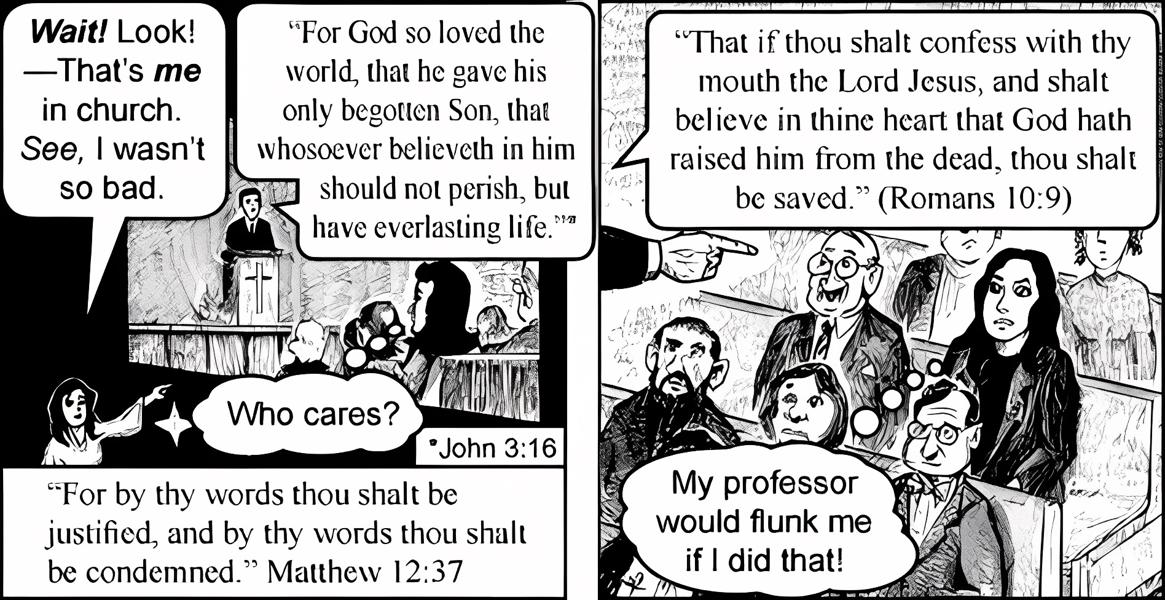 Wait! Look!
—That's me
in church.
See, I wasn't
so bad.
“For God so loved the
world, that he gave his
only begotten Son, that
whosoever believeth in him
should not perish, but
have everlasting life.”*
Who cares?
*John 3:16
“For by thy words thou shalt be
justified, and by thy words thou shalt
be condemned.” Matthew 12:37
“That if thou shalt confess with thy
mouth the Lord Jesus, and shalt
believe in thine heart that God hath
raised him from the dead, thou shalt
be saved.” (Romans 10:9)
My professor
would flunk me
if I did that!